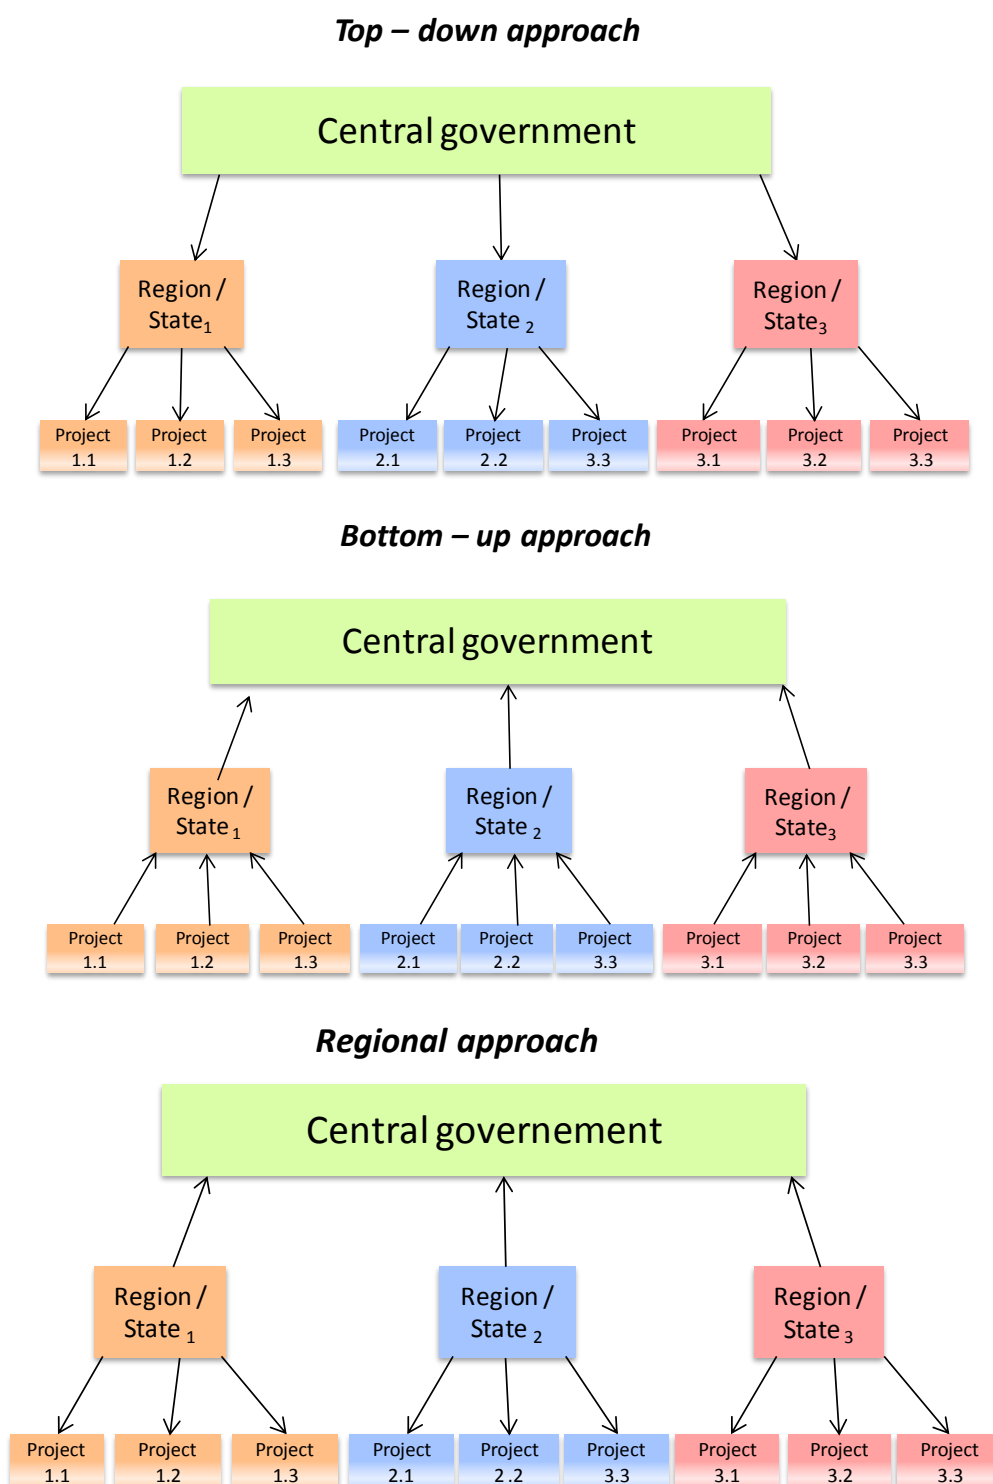 Top – down approach
Central government
Region /
State1
Region /
State 2
Region /
State3
Project
1.1
Project
1.2
Project
1.3
Project
2.1
Project
2.2
Project
3.3
Project
3.1
Project
3.2
Project
3.3
Bottom – up approach
Central government
Region /
State 1
Region /
State 2
Region /
State3
Project
1.1
Project
1.2
Project
1.3
Project
2.1
Project
2.2
Project
3.3
Project
3.1
Project
3.2
Project
3.3
Regional approach
Central governement
Region /
State 1
Region /
State 2
Region /
State 3
Project
1.1
Project
1.2
Project
1.3
Project
2.1
Project
2.2
Project
3.3
Project
3.1
Project
3.2
Project
3.3